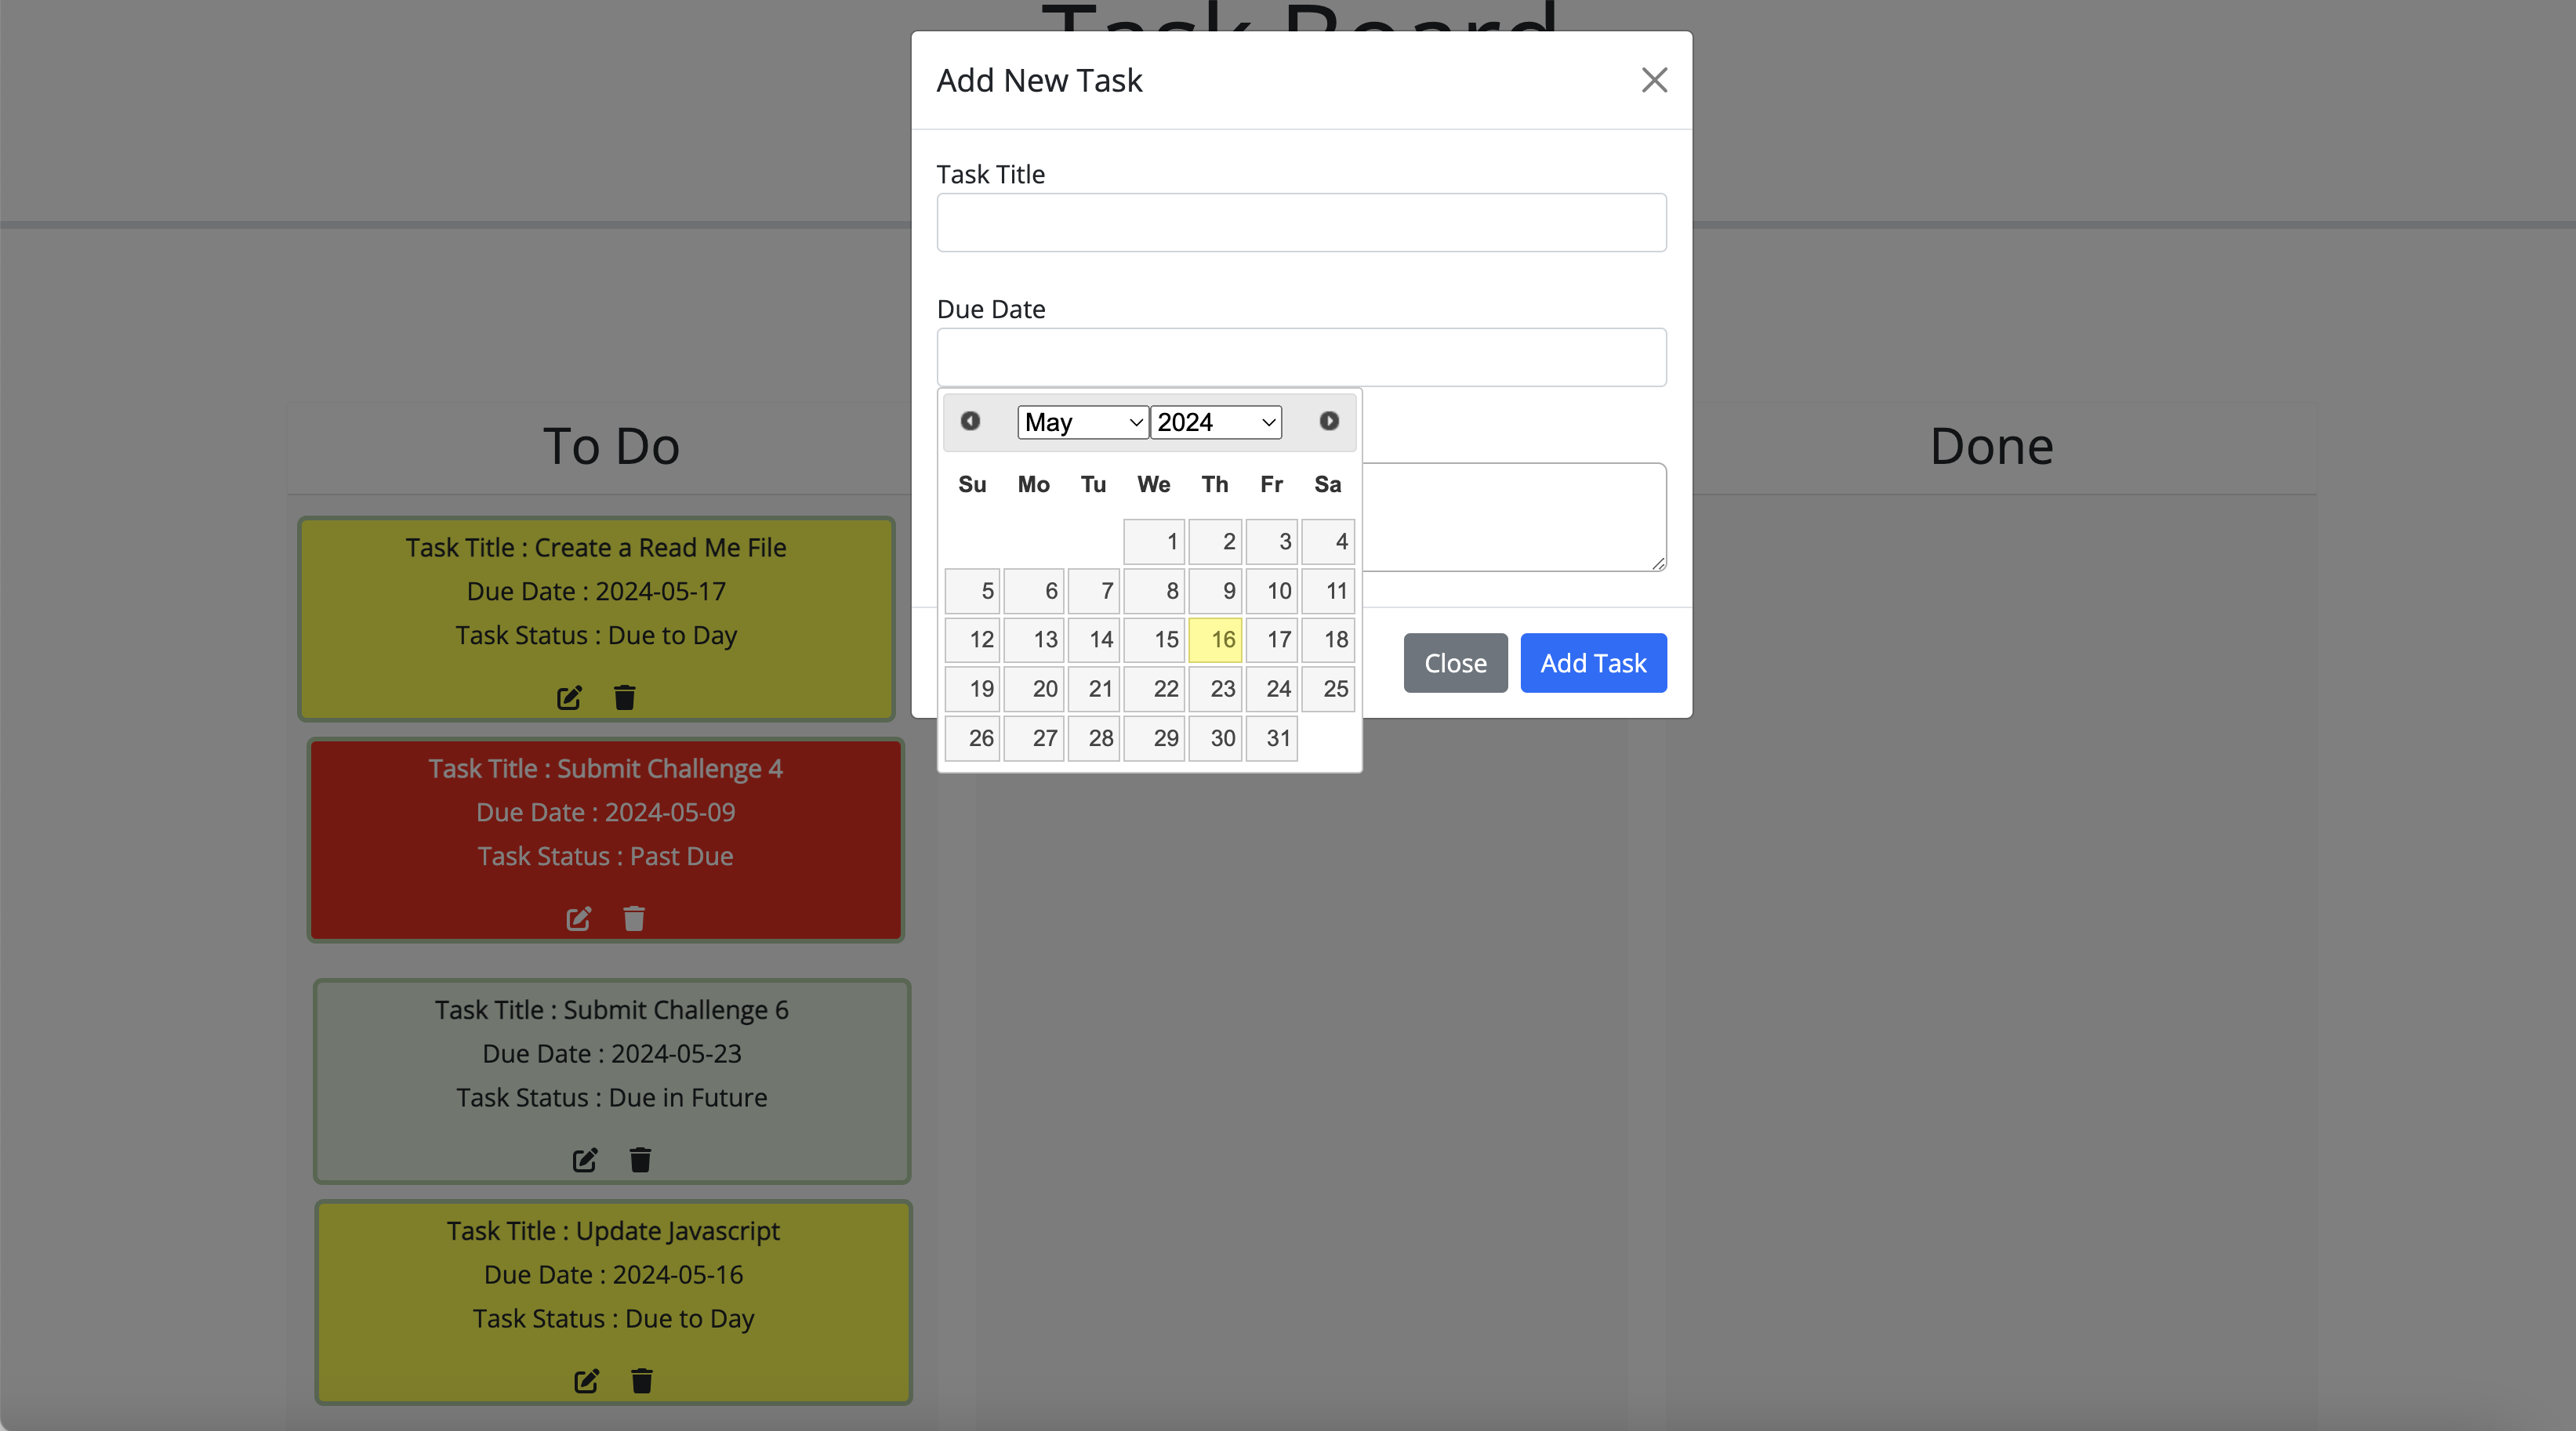 Task Board
Add New Task
Task Title
Due Date
May 2024
Su Mo Tu We Th Fr Sa
1 2 3 4
5 6 7 8 9 10 11
12 13 14 15 16 17 18
19 20 21 22 23 24 25
26 27 28 29 30 31
Close Add Task
To Do
Task Title : Create a Read Me File
Due Date : 2024-05-17
Task Status : Due to Day
Task Title : Submit Challenge 4
Due Date : 2024-05-09
Task Status : Past Due
Task Title : Submit Challenge 6
Due Date : 2024-05-23
Task Status : Due in Future
Task Title : Update Javascript
Due Date : 2024-05-16
Task Status : Due to Day
Done